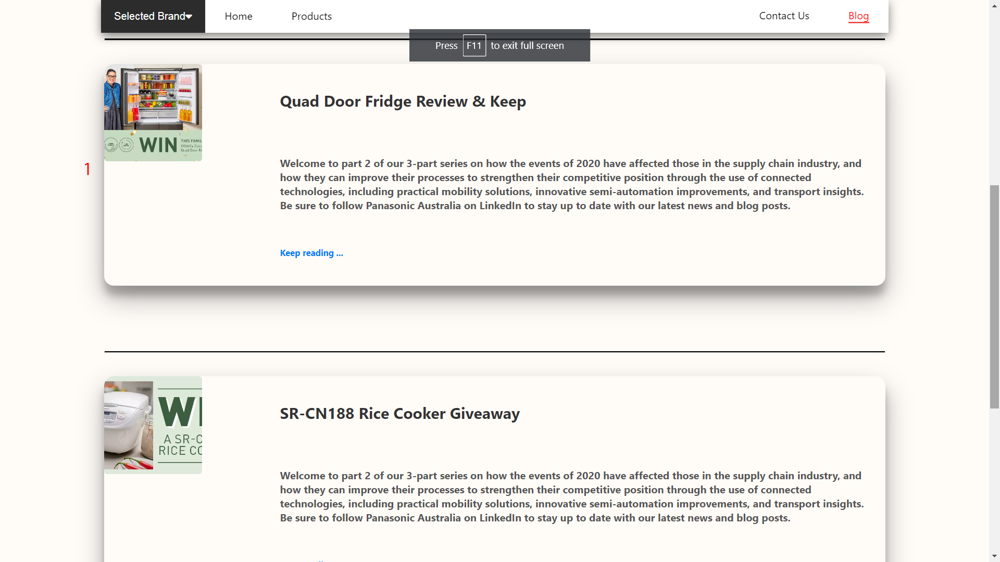 Selected Brand
Home
Products
Contact Us
Blog
Press F11 to exit full screen
WIN
THIS FAMIL
PRIME+ Editi
Quad Door Re
Quad Door Fridge Review & Keep
1
Welcome to part 2 of our 3-part series on how the events of 2020 have affected those in the supply chain industry, and
how they can improve their processes to strengthen their competitive position through the use of connected
technologies, including practical mobility solutions, innovative semi-automation improvements, and transport insights.
Be sure to follow Panasonic Australia on LinkedIn to stay up to date with our latest news and blog posts.
Keep reading ...
A SR-C
RICE CO
SR-CN188 Rice Cooker Giveaway
Welcome to part 2 of our 3-part series on how the events of 2020 have affected those in the supply chain industry, and
how they can improve their processes to strengthen their competitive position through the use of connected
technologies, including practical mobility solutions, innovative semi-automation improvements, and transport insights.
Be sure to follow Panasonic Australia on LinkedIn to stay up to date with our latest news and blog posts.